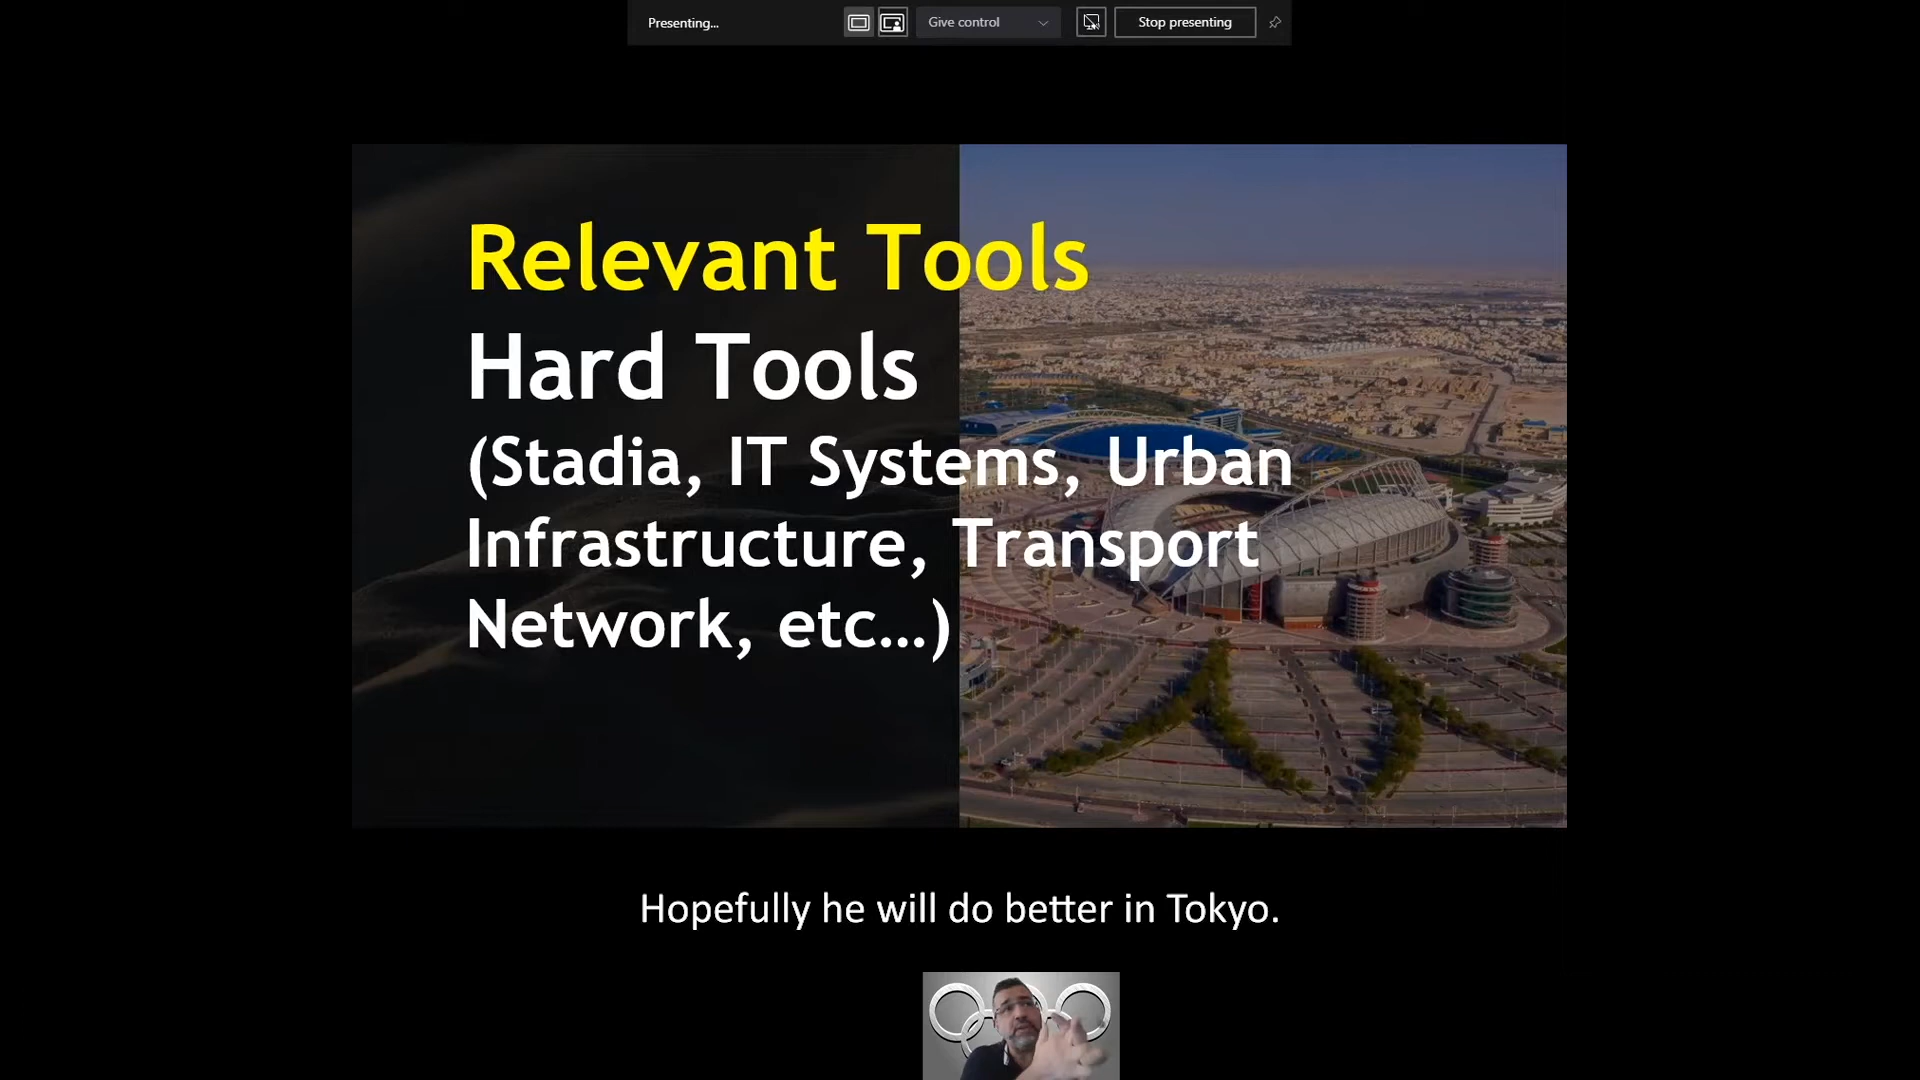 Presenting...
Give control
Stop presenting
Relevant Tools
Hard Tools
(Stadia, IT Systems, Urban
Infrastructure, Transport
Network, etc...)
Hopefully he will do better in Tokyo.